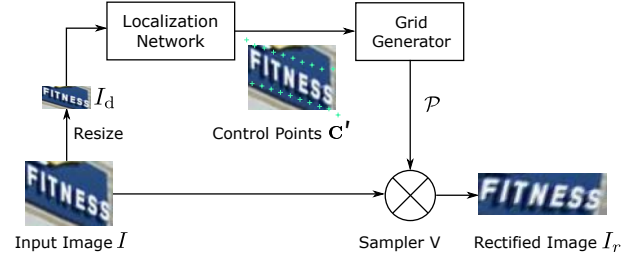 Localization
Network
Grid
Generator
FITNESS
I_d
FITNESS
Resize
Control Points C'
𝒫
FITNESS
FITNESS
Input Image I
Sampler V
Rectified Image I_r